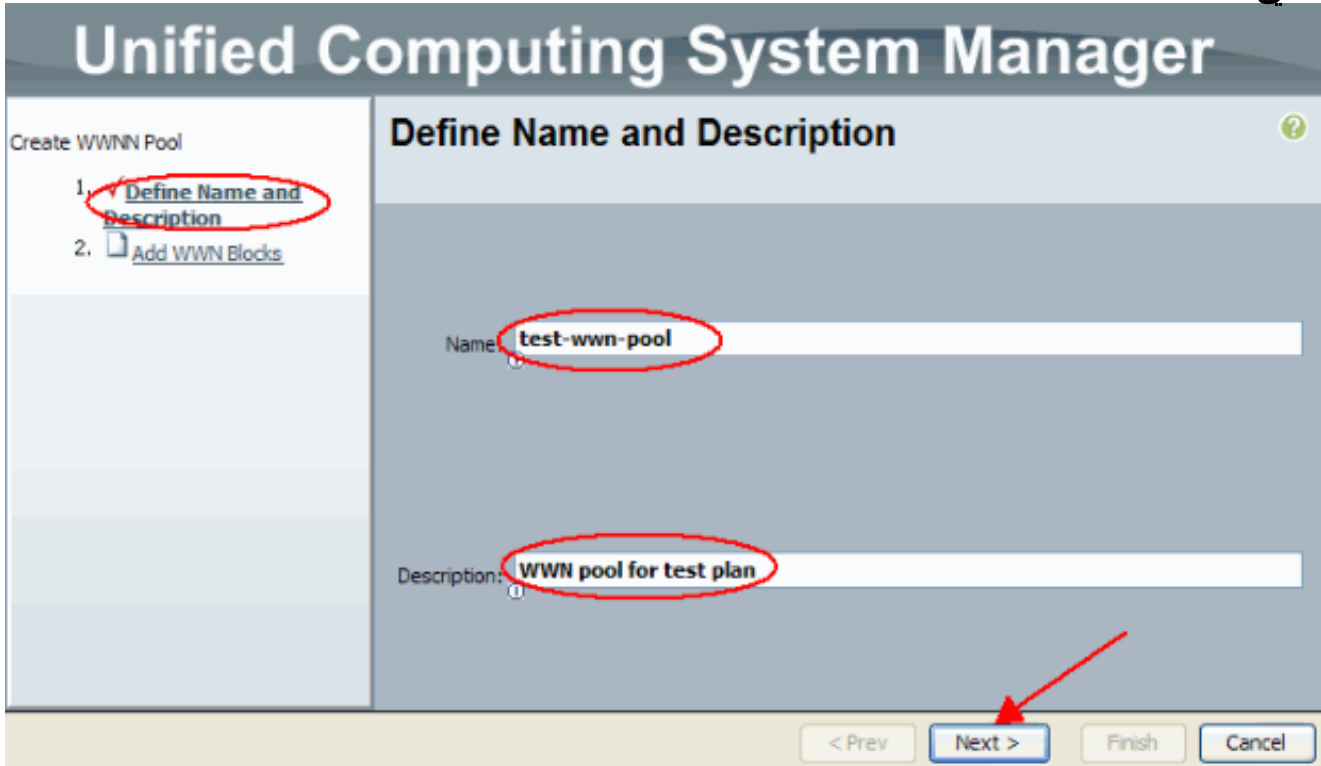 Unified Computing System Manager
Create WWNN Pool
1. √ Define Name and
Description
2. Add WWN Blocks
Define Name and Description
?
Name: test-wwn-pool
Description: WWN pool for test plan
< Prev
Next >
Finish
Cancel